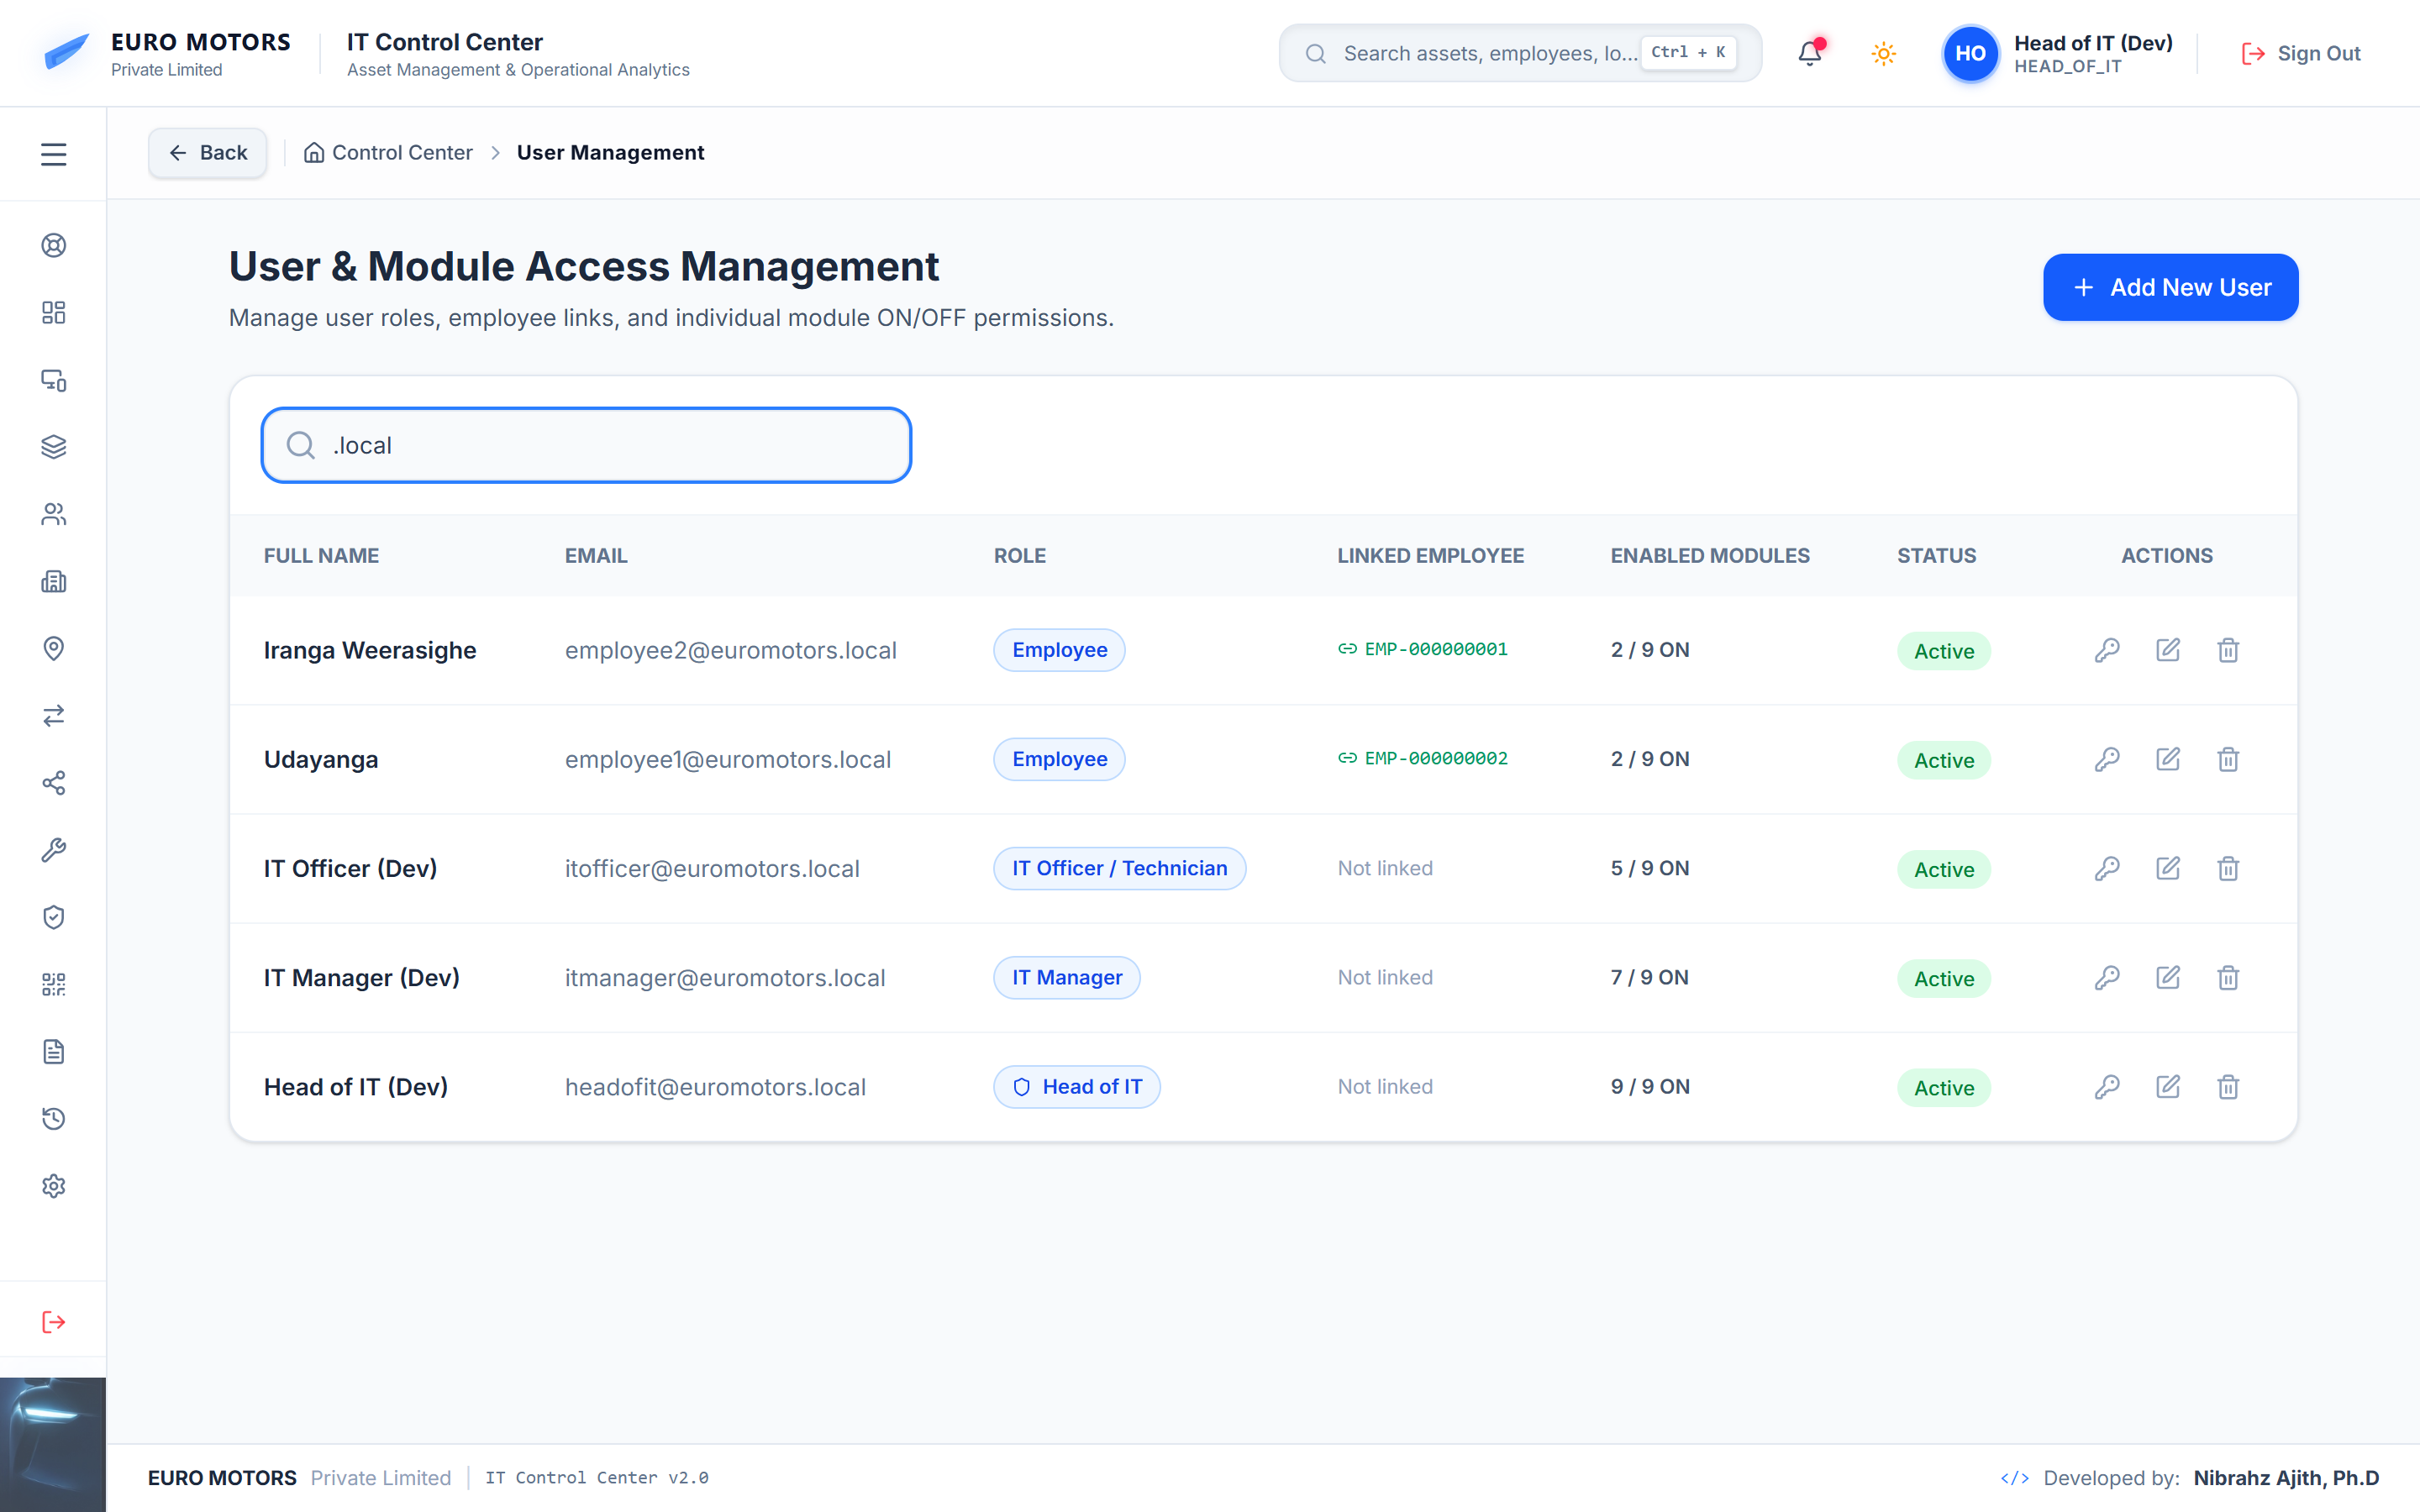 EURO MOTORS
Private Limited
IT Control Center
Asset Management & Operational Analytics
Search assets, employees, lo... Ctrl + K
HO
Head of IT (Dev)
HEAD_OF_IT
Sign Out
Back
Control Center > User Management
User & Module Access Management
Manage user roles, employee links, and individual module ON/OFF permissions.
+ Add New User
.local
FULL NAME EMAIL ROLE LINKED EMPLOYEE ENABLED MODULES STATUS ACTIONS
Iranga Weerasighe employee2@euromotors.local Employee EMP-000000001 2 / 9 ON Active
Udayanga employee1@euromotors.local Employee EMP-000000002 2 / 9 ON Active
IT Officer (Dev) itofficer@euromotors.local IT Officer / Technician Not linked 5 / 9 ON Active
IT Manager (Dev) itmanager@euromotors.local IT Manager Not linked 7 / 9 ON Active
Head of IT (Dev) headofit@euromotors.local Head of IT Not linked 9 / 9 ON Active
EURO MOTORS Private Limited IT Control Center v2.0
</> Developed by: Nibrahz Ajith, Ph.D